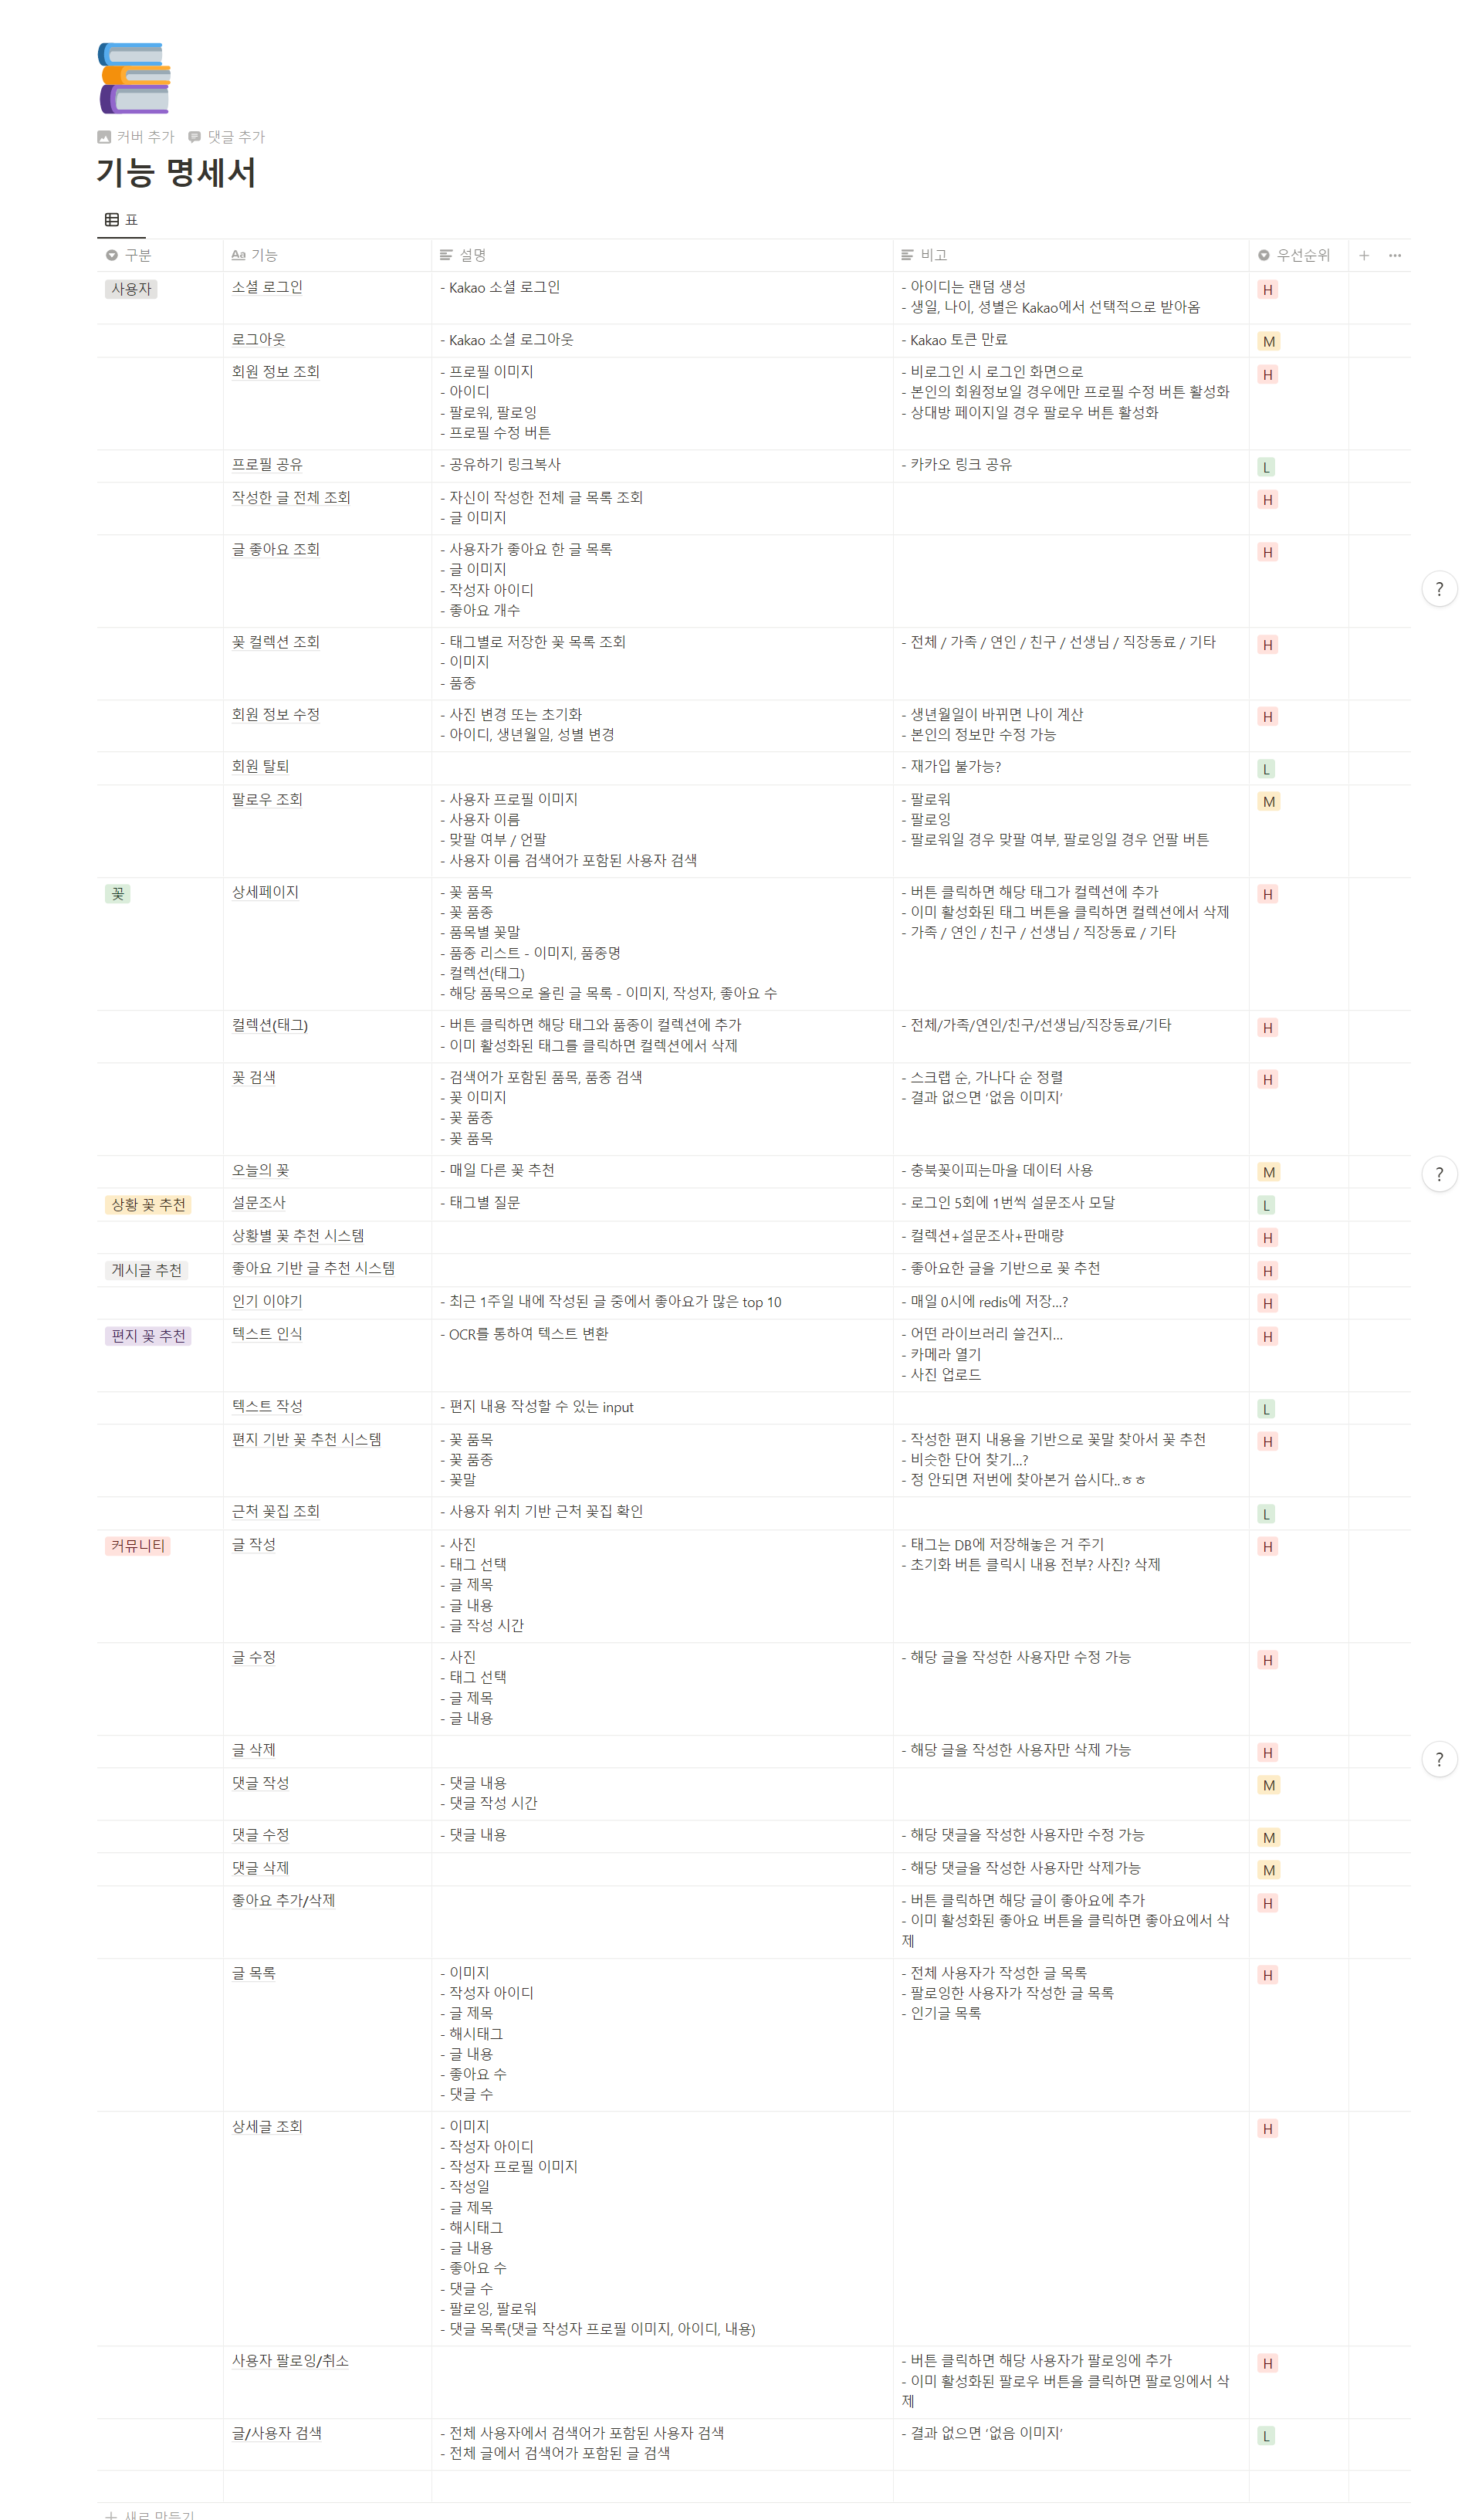 커버 추가 댓글 추가
기능 명세서
표
구분 Aa 기능 설명 비고 우선순위 + ···
사용자 소셜 로그인 - Kakao 소셜 로그인 - 아이디는 랜덤 생성 H
- 생일, 나이, 성별은 Kakao에서 선택적으로 받아옴
로그아웃 - Kakao 소셜 로그아웃 - Kakao 토큰 만료 M
회원 정보 조회 - 프로필 이미지 - 비로그인 시 로그인 화면으로 H
- 아이디 - 본인의 회원정보일 경우에만 프로필 수정 버튼 활성화
- 팔로워, 팔로잉 - 상대방 페이지일 경우 팔로우 버튼 활성화
- 프로필 수정 버튼
프로필 공유 - 공유하기 링크복사 - 카카오 링크 공유 L
작성한 글 전체 조회 - 자신이 작성한 전체 글 목록 조회 H
- 글 이미지
글 좋아요 조회 - 사용자가 좋아요 한 글 목록 H
- 글 이미지
- 작성자 아이디
- 좋아요 개수
?
꽃 컬렉션 조회 - 태그별로 저장한 꽃 목록 조회 - 전체 / 가족 / 연인 / 친구 / 선생님 / 직장동료 / 기타 H
- 이미지
- 품종
회원 정보 수정 - 사진 변경 또는 초기화 - 생년월일이 바뀌면 나이 계산 H
- 아이디, 생년월일, 성별 변경 - 본인의 정보만 수정 가능
회원 탈퇴 - 재가입 불가능? L
팔로우 조회 - 사용자 프로필 이미지 - 팔로워 M
- 사용자 이름 - 팔로잉
- 맞팔 여부 / 언팔 - 팔로워일 경우 맞팔 여부, 팔로잉일 경우 언팔 버튼
- 사용자 이름 검색어가 포함된 사용자 검색
꽃 상세페이지 - 꽃 품목 - 버튼 클릭하면 해당 태그가 컬렉션에 추가 H
- 꽃 품종 - 이미 활성화된 태그 버튼을 클릭하면 컬렉션에서 삭제
- 품목별 꽃말 - 가족 / 연인 / 친구 / 선생님 / 직장동료 / 기타
- 품종 리스트 - 이미지, 품종명
- 컬렉션(태그)
- 해당 품목으로 올린 글 목록 - 이미지, 작성자, 좋아요 수
컬렉션(태그) - 버튼 클릭하면 해당 태그와 품종이 컬렉션에 추가 - 전체/가족/연인/친구/선생님/직장동료/기타 H
- 이미 활성화된 태그를 클릭하면 컬렉션에서 삭제
꽃 검색 - 검색어가 포함된 품목, 품종 검색 - 스크랩 순, 가나다 순 정렬 H
- 꽃 이미지 - 결과 없으면 ‘없음 이미지’
- 꽃 품종
- 꽃 품목
오늘의 꽃 - 매일 다른 꽃 추천 - 충북꽃이피는마을 데이터 사용 M
?
상황 꽃 추천 설문조사 - 태그별 질문 - 로그인 5회에 1번씩 설문조사 모달 L
상황별 꽃 추천 시스템 - 컬렉션+설문조사+판매량 H
게시글 추천 좋아요 기반 글 추천 시스템 - 좋아요한 글을 기반으로 꽃 추천 H
인기 이야기 - 최근 1주일 내에 작성된 글 중에서 좋아요가 많은 top 10 - 매일 0시에 redis에 저장...? H
편지 꽃 추천 텍스트 인식 - OCR를 통하여 텍스트 변환 - 어떤 라이브러리 쓸건지... H
- 카메라 열기
- 사진 업로드
텍스트 작성 - 편지 내용 작성할 수 있는 input L
편지 기반 꽃 추천 시스템 - 꽃 품목 - 작성한 편지 내용을 기반으로 꽃말 찾아서 꽃 추천 H
- 꽃 품종 - 비슷한 단어 찾기...?
- 꽃말 - 정 안되면 저번에 찾아본거 씁시다..ㅎㅎ
근처 꽃집 조회 - 사용자 위치 기반 근처 꽃집 확인 L
커뮤니티 글 작성 - 사진 - 태그는 DB에 저장해놓은 거 주기 H
- 태그 선택 - 초기화 버튼 클릭시 내용 전부? 사진? 삭제
- 글 제목
- 글 내용
- 글 작성 시간
글 수정 - 사진 - 해당 글을 작성한 사용자만 수정 가능 H
- 태그 선택
- 글 제목
- 글 내용
글 삭제 - 해당 글을 작성한 사용자만 삭제 가능 H
?
댓글 작성 - 댓글 내용 M
- 댓글 작성 시간
댓글 수정 - 댓글 내용 - 해당 댓글을 작성한 사용자만 수정 가능 M
댓글 삭제 - 해당 댓글을 작성한 사용자만 삭제가능 M
좋아요 추가/삭제 - 버튼 클릭하면 해당 글이 좋아요에 추가 H
- 이미 활성화된 좋아요 버튼을 클릭하면 좋아요에서 삭
제
글 목록 - 이미지 - 전체 사용자가 작성한 글 목록 H
- 작성자 아이디 - 팔로잉한 사용자가 작성한 글 목록
- 글 제목 - 인기글 목록
- 해시태그
- 글 내용
- 좋아요 수
- 댓글 수
상세글 조회 - 이미지 H
- 작성자 아이디
- 작성자 프로필 이미지
- 작성일
- 글 제목
- 해시태그
- 글 내용
- 좋아요 수
- 댓글 수
- 팔로잉, 팔로워
- 댓글 목록(댓글 작성자 프로필 이미지, 아이디, 내용)
사용자 팔로잉/취소 - 버튼 클릭하면 해당 사용자가 팔로잉에 추가 H
- 이미 활성화된 팔로우 버튼을 클릭하면 팔로잉에서 삭
제
글/사용자 검색 - 전체 사용자에서 검색어가 포함된 사용자 검색 - 결과 없으면 ‘없음 이미지’ L
- 전체 글에서 검색어가 포함된 글 검색
+ 새로 만들기